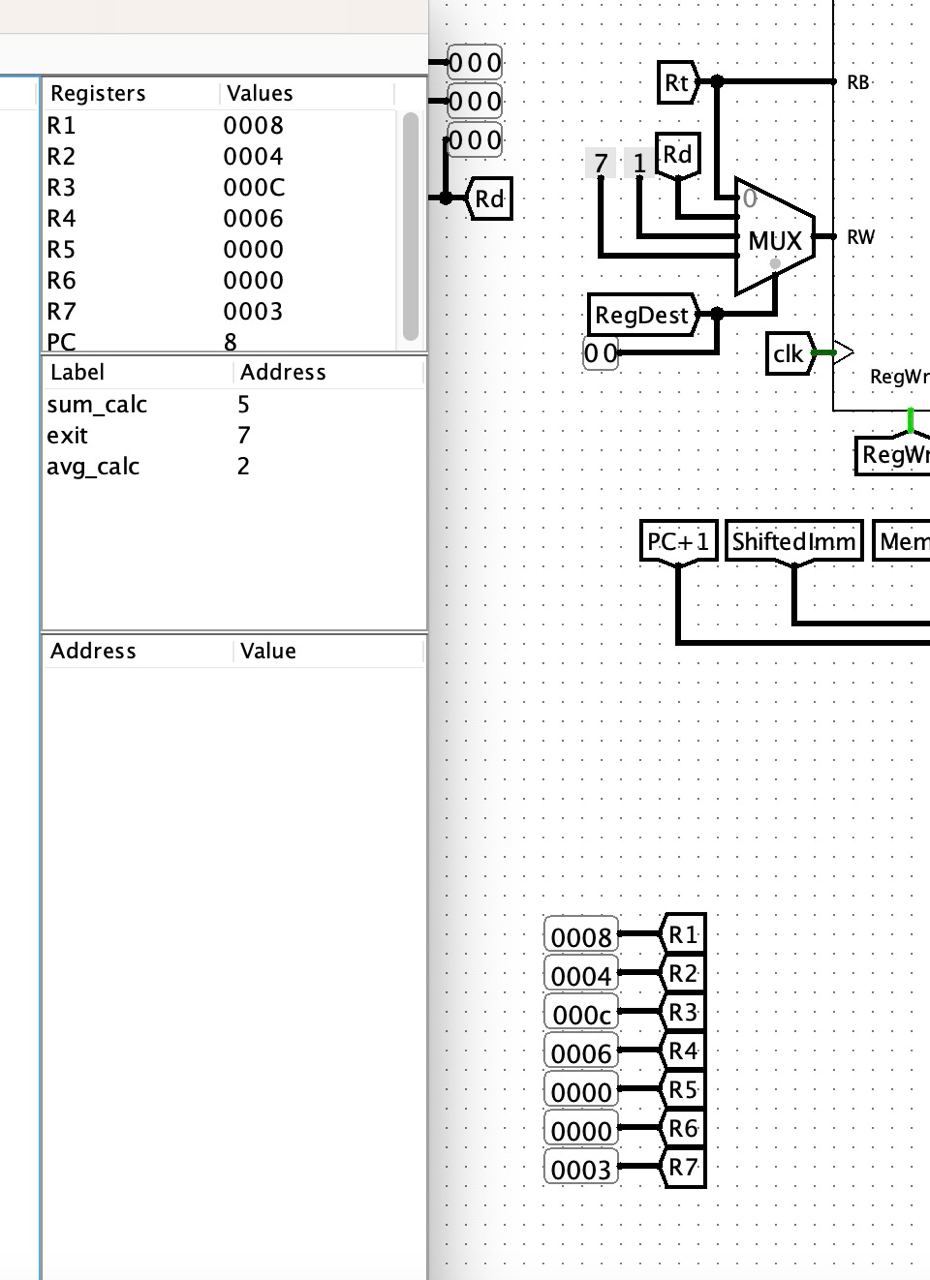 Registers Values
R1 0008
R2 0004
R3 000C
R4 0006
R5 0000
R6 0000
R7 0003
PC 8
Label Address
sum_calc 5
exit 7
avg_calc 2
Address Value
000
000
000
Rd
Rt
RB
7 1 Rd
0
MUX
RW
RegDest
00
clk
RegWr
RegWr
PC+1 ShiftedImm Mem
0008 R1
0004 R2
000c R3
0006 R4
0000 R5
0000 R6
0003 R7